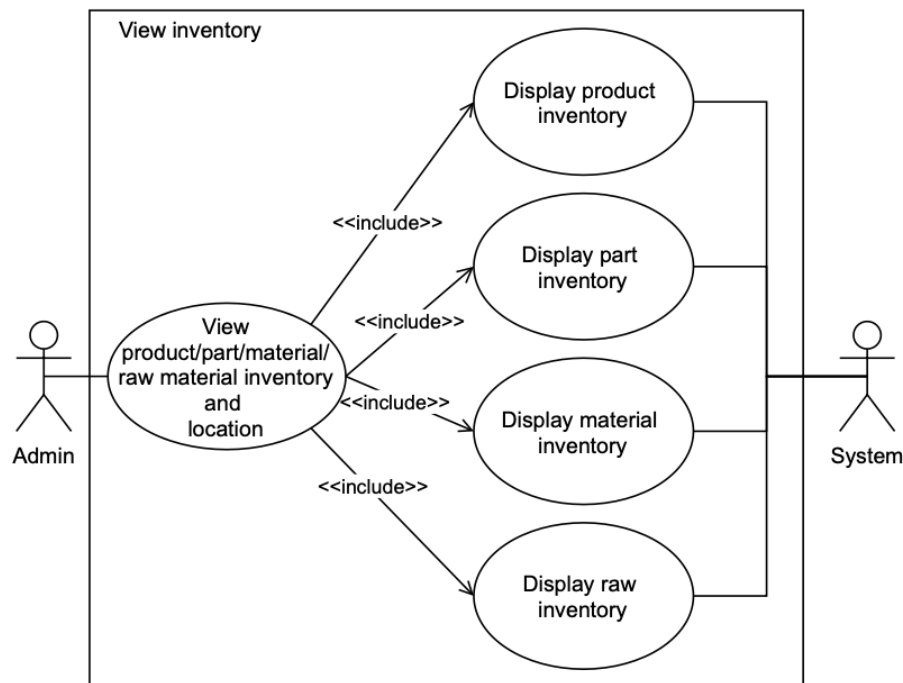 View inventory
Display product
inventory
<<include>>
Display part
inventory
<<include>>
View
product/part/material/
raw material inventory
and
location
<<include>>
Display material
inventory
Admin
System
<<include>>
Display raw
inventory